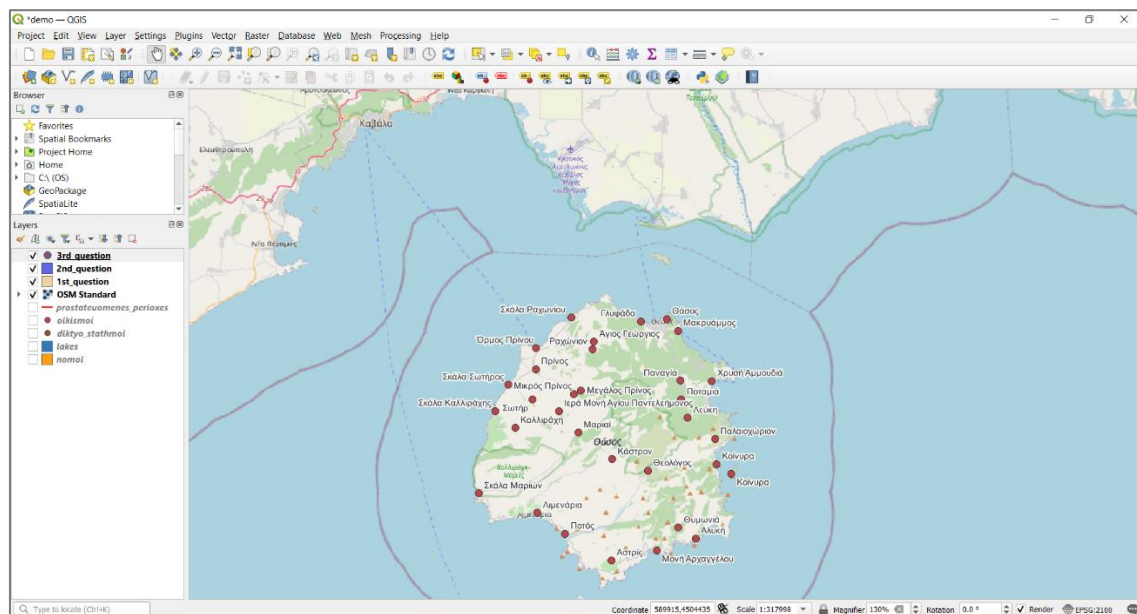 *demo — QGIS
Project Edit View Layer Settings Plugins Vector Raster Database Web Mesh Processing Help
Browser
Favorites
Spatial Bookmarks
Project Home
Home
C:\ (OS)
GeoPackage
SpatiaLite
Layers
3rd_question
2nd_question
1st_question
OSM Standard
prostateuomenes_perioxes
oikismoi
diktyo_stathmoi
lakes
nomoi
Καβάλα
Ελευθερούπολη
Νέα Πέραμος
Σκάλα Ραχωνίου
Γλυφάδα
Θάσος
Μακρυάμμος
Όρμος Πρίνου
Ραχώνιον
Άγιος Γεώργιος
Πρίνος
Παναγία
Χρυσή Αμμουδιά
Σκάλα Σωτήρος
Μικρός Πρίνος
Μεγάλος Πρίνος
Ποταμιά
Σκάλα Καλλιράχης
Σωτήρ
Ιερά Μονή Αγίου Παντελεήμονος
Λεύκη
Καλλιράχη
Μαριαί
Παλαιοχώριον
Θάσος
Κάστρον
Θεολόγος
Κοίνυρα
Κοίνυρα
Σκάλα Μαριών
Λιμενάρια
Ποτός
Θυμωνιά
Αλυκή
Αστρίς
Μονή Αρχαγγέλου
Type to locate (Ctrl+K)
Coordinate 589915,4504435 Scale 1:317998 Magnifier 130% Rotation 0.0 ° Render EPSG:2100